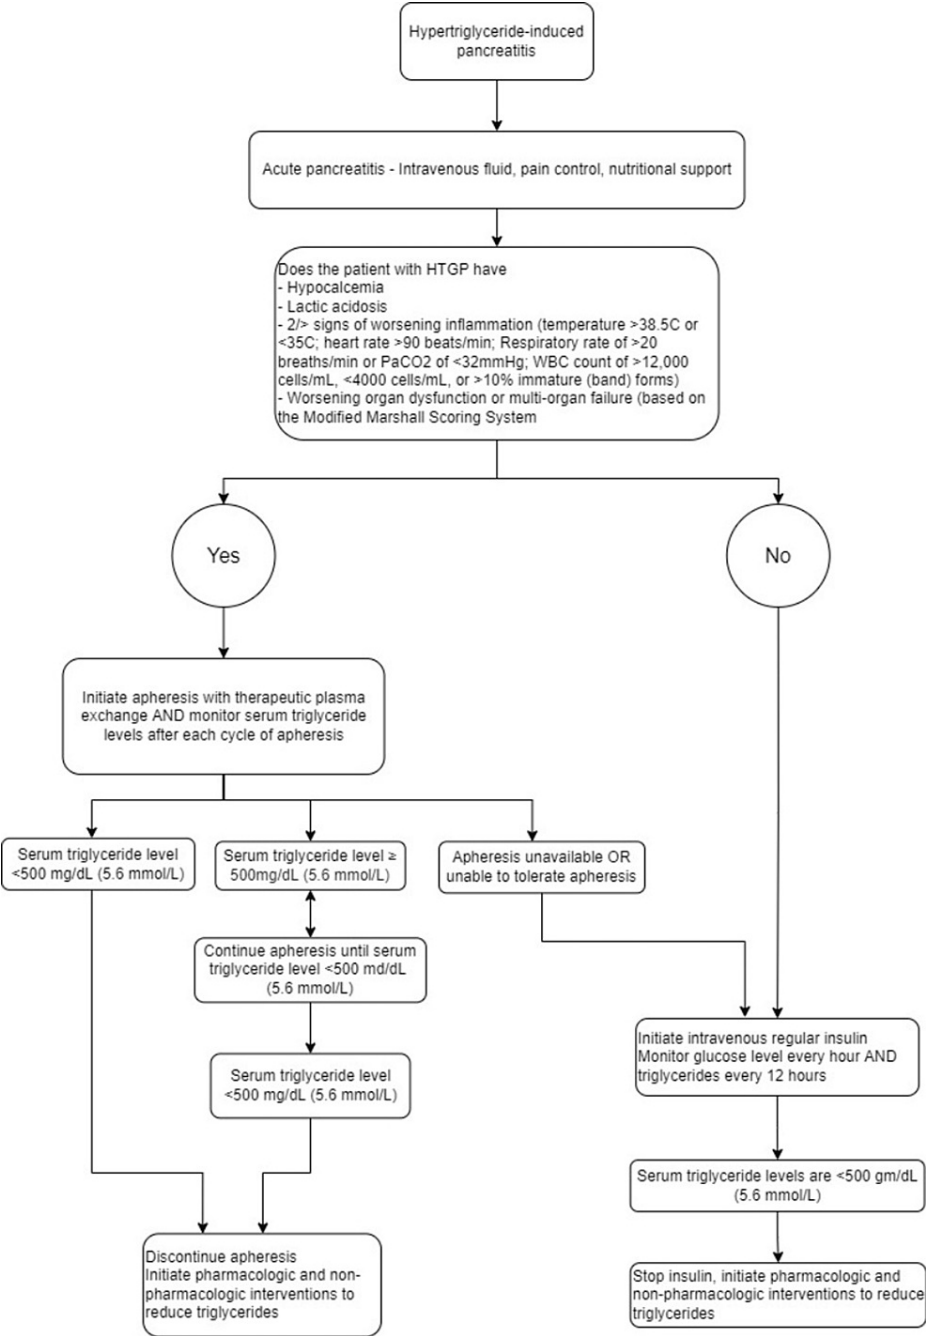 Hypertriglyceride-induced
pancreatitis
Acute pancreatitis - Intravenous fluid, pain control, nutritional support
Does the patient with HTGP have
- Hypocalcemia
- Lactic acidosis
- 2/> signs of worsening inflammation (temperature >38.5C or
<35C; heart rate >90 beats/min; Respiratory rate of >20
breaths/min or PaCO2 of <32mmHg; WBC count of >12,000
cells/mL, <4000 cells/mL, or >10% immature (band) forms)
- Worsening organ dysfunction or multi-organ failure (based on
the Modified Marshall Scoring System
Yes
No
Initiate apheresis with therapeutic plasma
exchange AND monitor serum triglyceride
levels after each cycle of apheresis
Serum triglyceride level
<500 mg/dL (5.6 mmol/L)
Serum triglyceride level ≥
500mg/dL (5.6 mmol/L)
Apheresis unavailable OR
unable to tolerate apheresis
Continue apheresis until serum
triglyceride level <500 md/dL
(5.6 mmol/L)
Serum triglyceride level
<500 mg/dL (5.6 mmol/L)
Initiate intravenous regular insulin
Monitor glucose level every hour AND
triglycerides every 12 hours
Serum triglyceride levels are <500 gm/dL
(5.6 mmol/L)
Discontinue apheresis
Initiate pharmacologic and non-
pharmacologic interventions to
reduce triglycerides
Stop insulin, initiate pharmacologic and
non-pharmacologic interventions to reduce
triglycerides